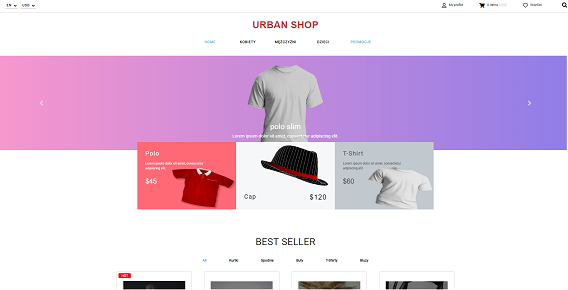 EN USD My profile 0 items Wishlist
URBAN SHOP
HOME KOBIETY MĘŻCZYŹNI DZIECI PROMOCJE
polo slim
Lorem ipsum dolor sit amet, consectetur adipiscing elit.
Polo
Lorem ipsum dolor sit amet, consectetur
adipiscing elit.
$45
Cap $120
T-Shirt
Lorem ipsum dolor sit amet, consectetur
adipiscing elit.
$60
BEST SELLER
All Kurtki Spodnie Buty T-shirty Bluzy
HOT